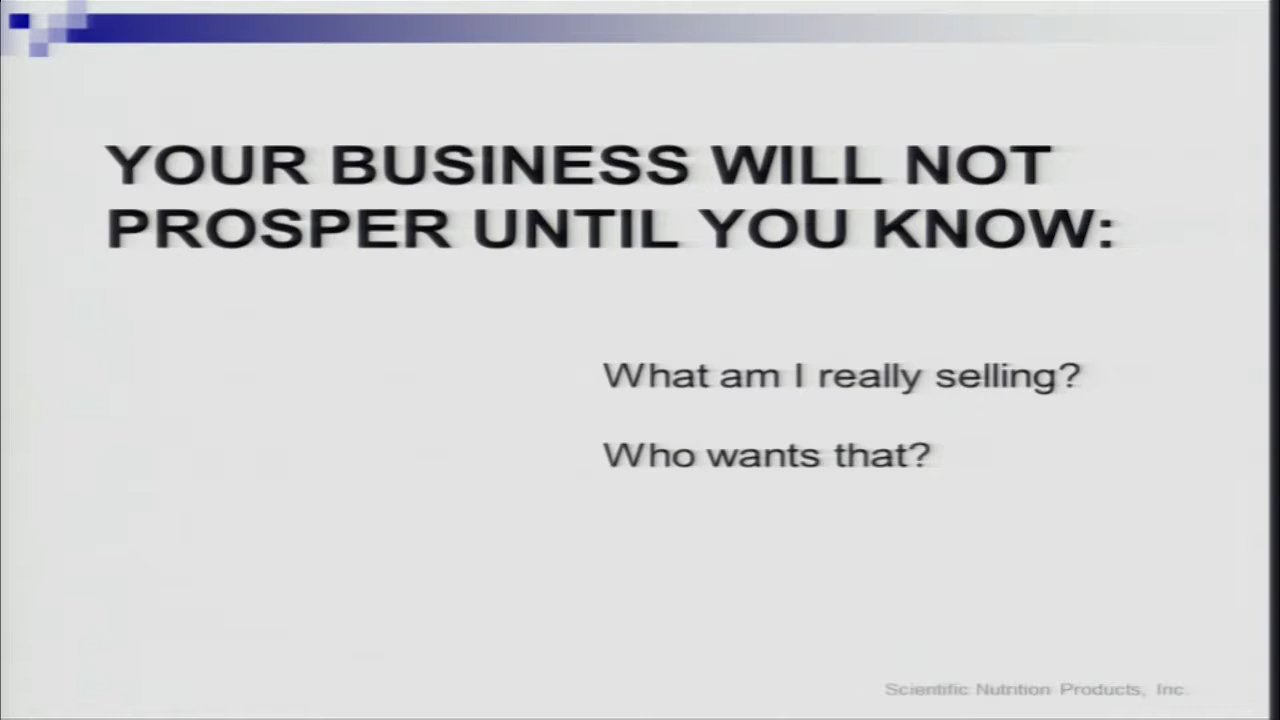 YOUR BUSINESS WILL NOT
PROSPER UNTIL YOU KNOW:
What am I really selling?
Who wants that?
Scientific Nutrition Products, Inc.